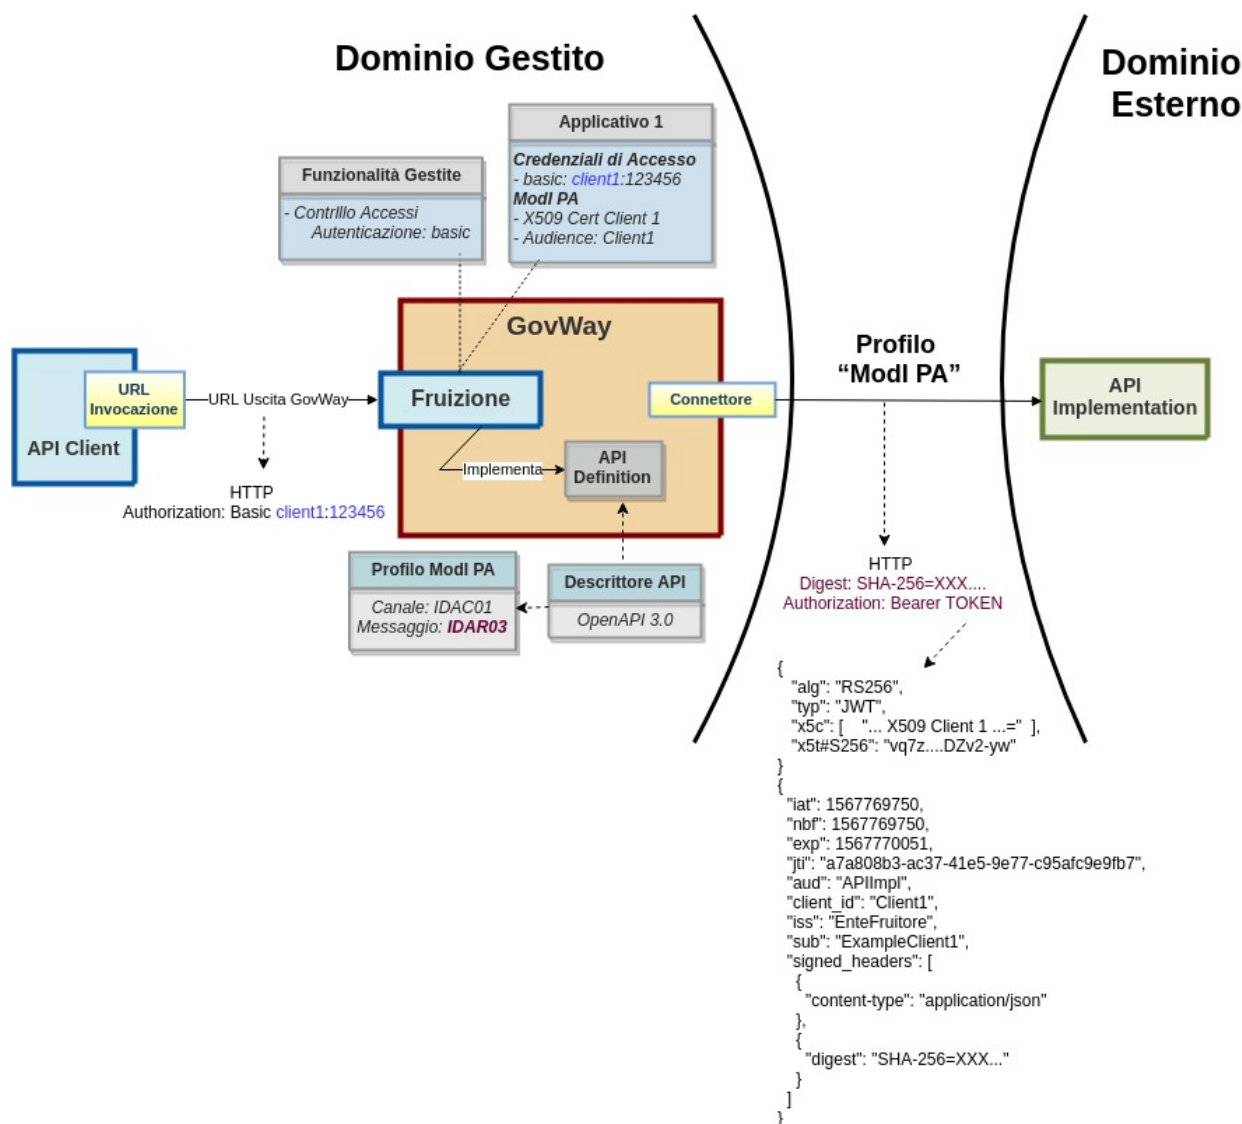 Dominio Gestito
Dominio
Esterno
Applicativo 1
Credenziali di Accesso
- basic: client1:123456
ModI PA
- X509 Cert Client 1
- Audience: Client1
Funzionalità Gestite
- Contrlllo Accessi
Autenticazione: basic
GovWay
Profilo
“ModI PA”
URL
Invocazione
API Client
URL Uscita GovWay
Fruizione
Connettore
API
Implementation
Implementa
API
Definition
HTTP
Authorization: Basic client1:123456
Profilo ModI PA
Canale: IDAC01
Messaggio: IDAR03
Descrittore API
OpenAPI 3.0
HTTP
Digest: SHA-256=XXX....
Authorization: Bearer TOKEN
{
"alg": "RS256",
"typ": "JWT",
"x5c": [ "... X509 Client 1 ...=" ],
"x5t#S256": "vq7z....DZv2-yw"
}
{
"iat": 1567769750,
"nbf": 1567769750,
"exp": 1567770051,
"jti": "a7a808b3-ac37-41e5-9e77-c95afc9e9fb7",
"aud": "APIImpl",
"client_id": "Client1",
"iss": "EnteFruitore",
"sub": "ExampleClient1",
"signed_headers": [
{
"content-type": "application/json"
},
{
"digest": "SHA-256=XXX..."
}
]
}